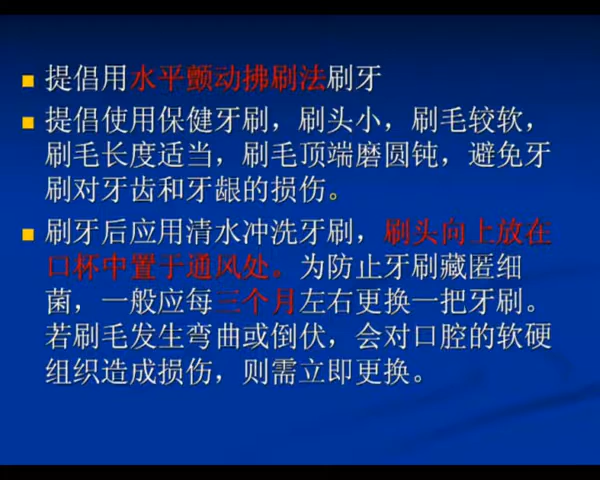 提倡用水平颤动拂刷法刷牙
提倡使用保健牙刷，刷头小，刷毛较软，
刷毛长度适当，刷毛顶端磨圆钝，避免牙
刷对牙齿和牙龈的损伤。
刷牙后应用清水冲洗牙刷，刷头向上放在
口杯中置于通风处。为防止牙刷藏匿细
菌，一般应每三个月左右更换一把牙刷。
若刷毛发生弯曲或倒伏，会对口腔的软硬
组织造成损伤，则需立即更换。